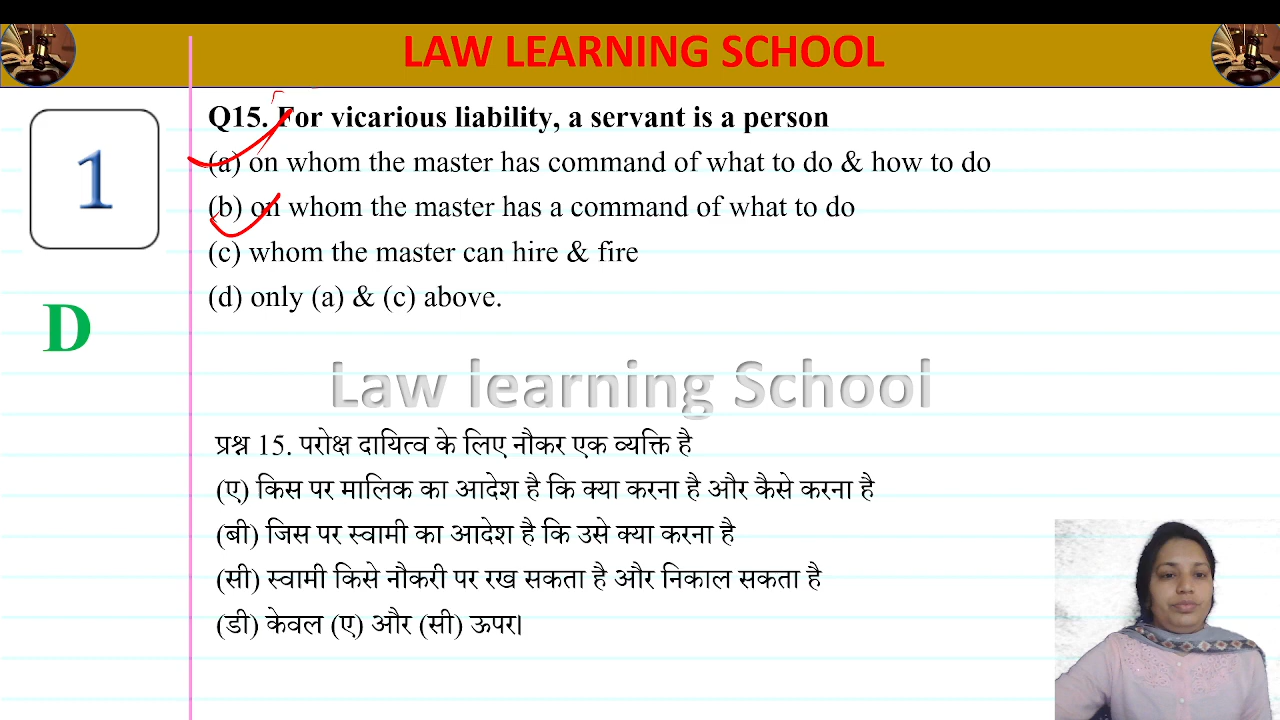 LAW LEARNING SCHOOL
1
Q15. For vicarious liability, a servant is a person
(a) on whom the master has command of what to do & how to do
(b) on whom the master has a command of what to do
(c) whom the master can hire & fire
(d) only (a) & (c) above.
D
Law learning School
प्रश्न 15. परोक्ष दायित्व के लिए नौकर एक व्यक्ति है
(ए) किस पर मालिक का आदेश है कि क्या करना है और कैसे करना है
(बी) जिस पर स्वामी का आदेश है कि उसे क्या करना है
(सी) स्वामी किसे नौकरी पर रख सकता है और निकाल सकता है
(डी) केवल (ए) और (सी) ऊपर।